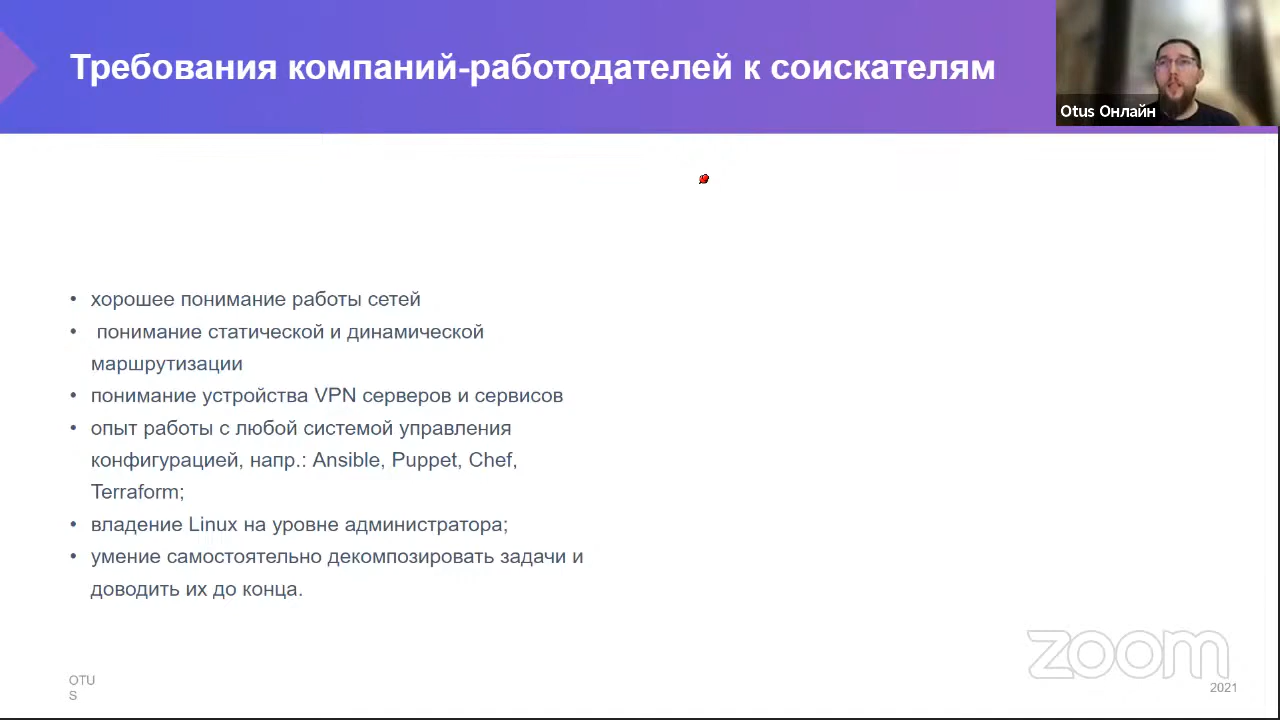 Требования компаний-работодателей к соискателям
Otus Онлайн
• хорошее понимание работы сетей
• понимание статической и динамической
маршрутизации
• понимание устройства VPN серверов и сервисов
• опыт работы с любой системой управления
конфигурацией, напр.: Ansible, Puppet, Chef,
Terraform;
• владение Linux на уровне администратора;
• умение самостоятельно декомпозировать задачи и
доводить их до конца.
zoom
OTU
S
2021